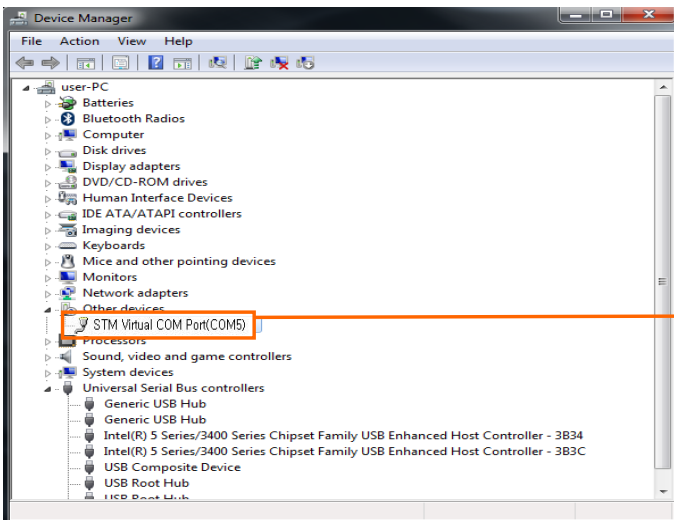 Device Manager
File Action View Help
user-PC
Batteries
Bluetooth Radios
Computer
Disk drives
Display adapters
DVD/CD-ROM drives
Human Interface Devices
IDE ATA/ATAPI controllers
Imaging devices
Keyboards
Mice and other pointing devices
Monitors
Network adapters
Other devices
STM Virtual COM Port(COM5)
Processors
Sound, video and game controllers
System devices
Universal Serial Bus controllers
Generic USB Hub
Generic USB Hub
Intel(R) 5 Series/3400 Series Chipset Family USB Enhanced Host Controller - 3B34
Intel(R) 5 Series/3400 Series Chipset Family USB Enhanced Host Controller - 3B3C
USB Composite Device
USB Root Hub
USB Root Hub